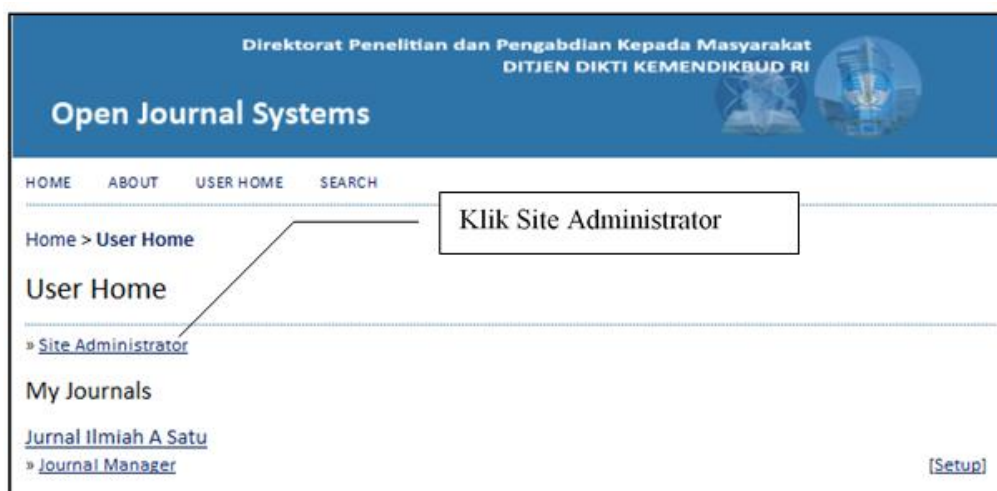 Direktorat Penelitian dan Pengabdian Kepada Masyarakat
DITJEN DIKTI KEMENDIKBUD RI
Open Journal Systems
HOME ABOUT USER HOME SEARCH
Klik Site Administrator
Home > User Home
User Home
» Site Administrator
My Journals
Jurnal Ilmiah A Satu
» Journal Manager [Setup]